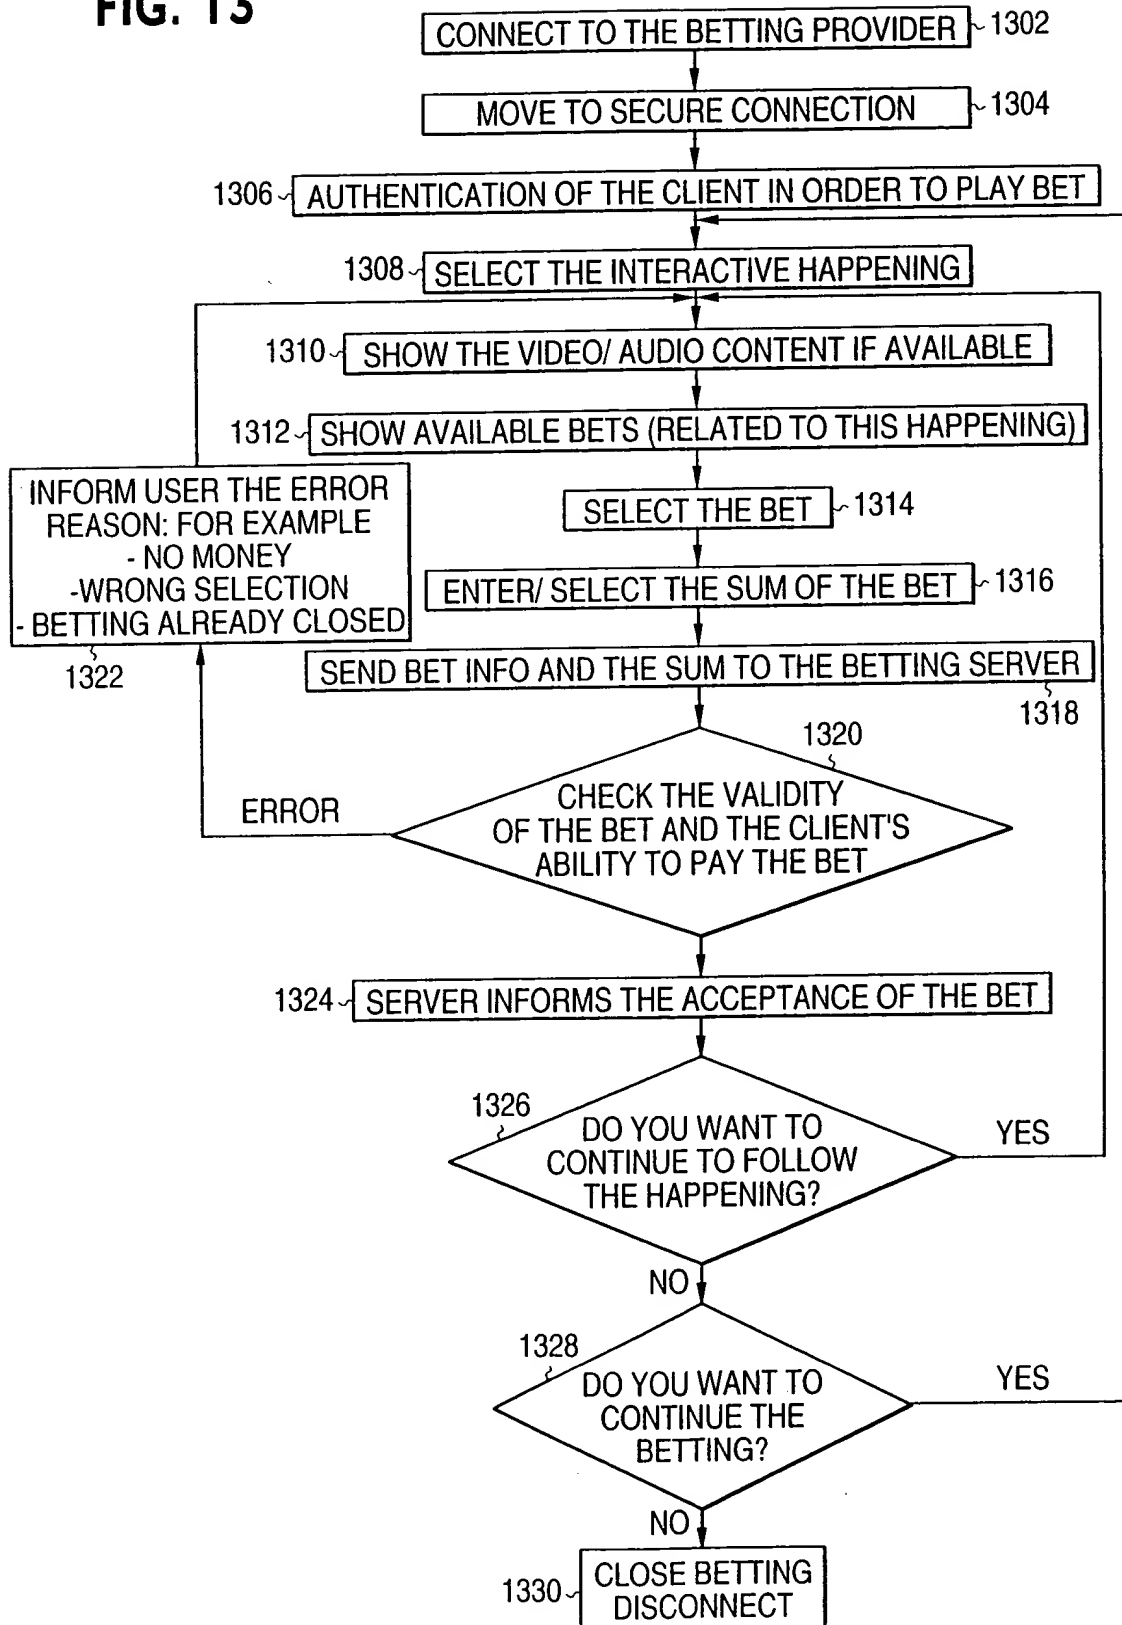 FIG. 13
CONNECT TO THE BETTING PROVIDER
1302
MOVE TO SECURE CONNECTION
1304
1306
AUTHENTICATION OF THE CLIENT IN ORDER TO PLAY BET
1308
SELECT THE INTERACTIVE HAPPENING
1310
SHOW THE VIDEO/ AUDIO CONTENT IF AVAILABLE
1312
SHOW AVAILABLE BETS (RELATED TO THIS HAPPENING)
INFORM USER THE ERROR
REASON: FOR EXAMPLE
- NO MONEY
-WRONG SELECTION
- BETTING ALREADY CLOSED
1322
SELECT THE BET
1314
ENTER/ SELECT THE SUM OF THE BET
1316
SEND BET INFO AND THE SUM TO THE BETTING SERVER
1318
1320
CHECK THE VALIDITY
OF THE BET AND THE CLIENT'S
ABILITY TO PAY THE BET
ERROR
1324
SERVER INFORMS THE ACCEPTANCE OF THE BET
1326
DO YOU WANT TO
CONTINUE TO FOLLOW
THE HAPPENING?
YES
NO
1328
DO YOU WANT TO
CONTINUE THE
BETTING?
YES
NO
1330
CLOSE BETTING
DISCONNECT